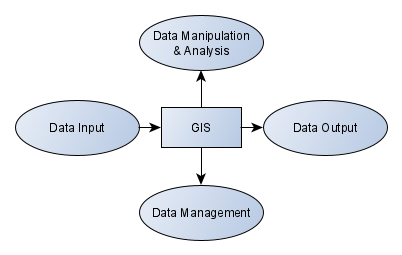 Data Manipulation
& Analysis
Data Input
GIS
Data Output
Data Management